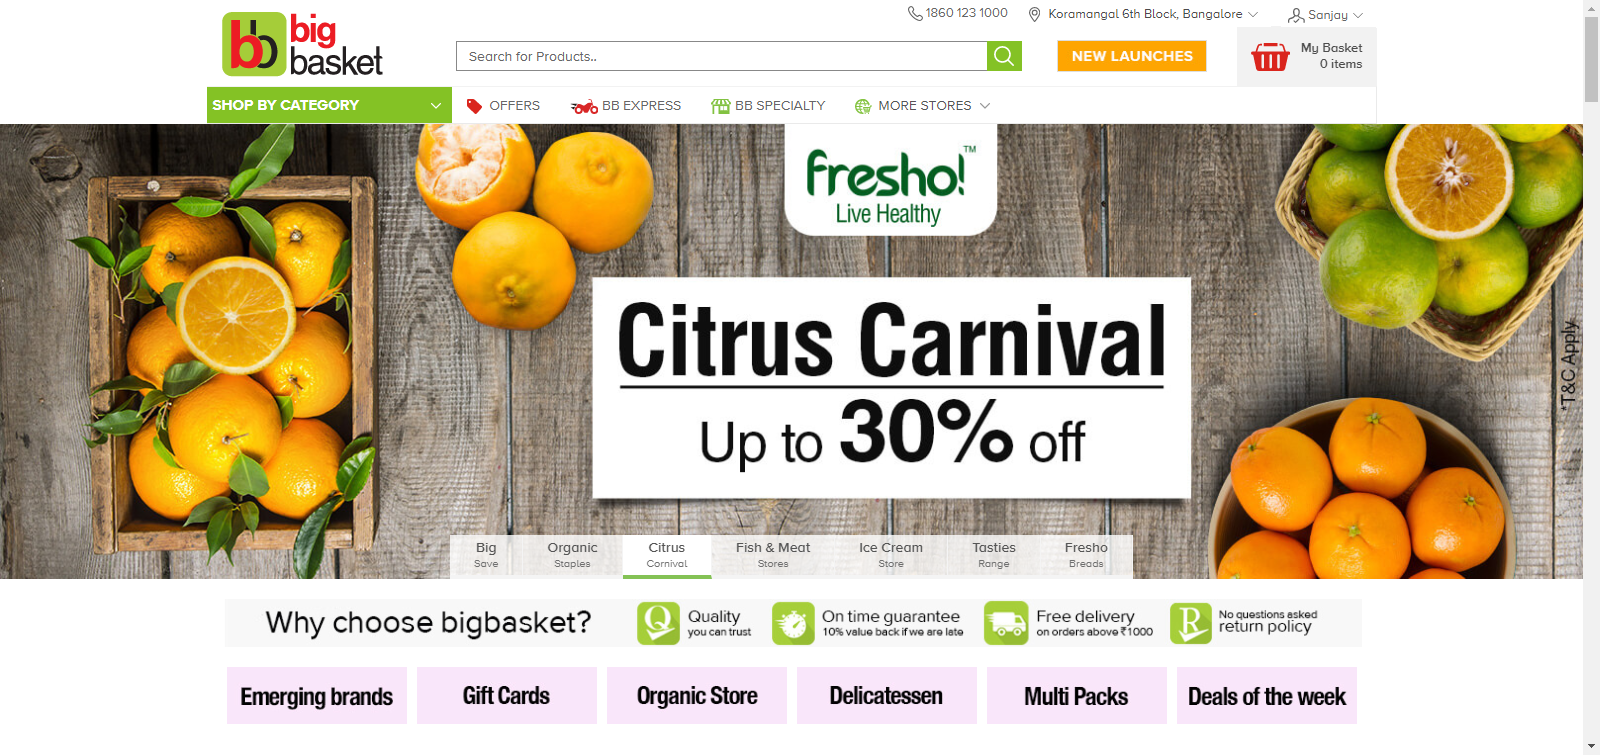 1860 123 1000
Koramangal 6th Block, Bangalore
Sanjay
bb big
basket
Search for Products..
NEW LAUNCHES
My Basket
0 items
SHOP BY CATEGORY
OFFERS
BB EXPRESS
BB SPECIALTY
MORE STORES
fresho!™
Live Healthy
Citrus Carnival
Up to 30% off
*T&C Apply
Big
Save
Organic
Staples
Citrus
Carnival
Fish & Meat
Stores
Ice Cream
Store
Tasties
Range
Fresho
Breads
Why choose bigbasket?
Q
Quality
you can trust
On time guarantee
10% value back if we are late
Free delivery
on orders above ₹1000
R
No questions asked
return policy
Emerging brands
Gift Cards
Organic Store
Delicatessen
Multi Packs
Deals of the week